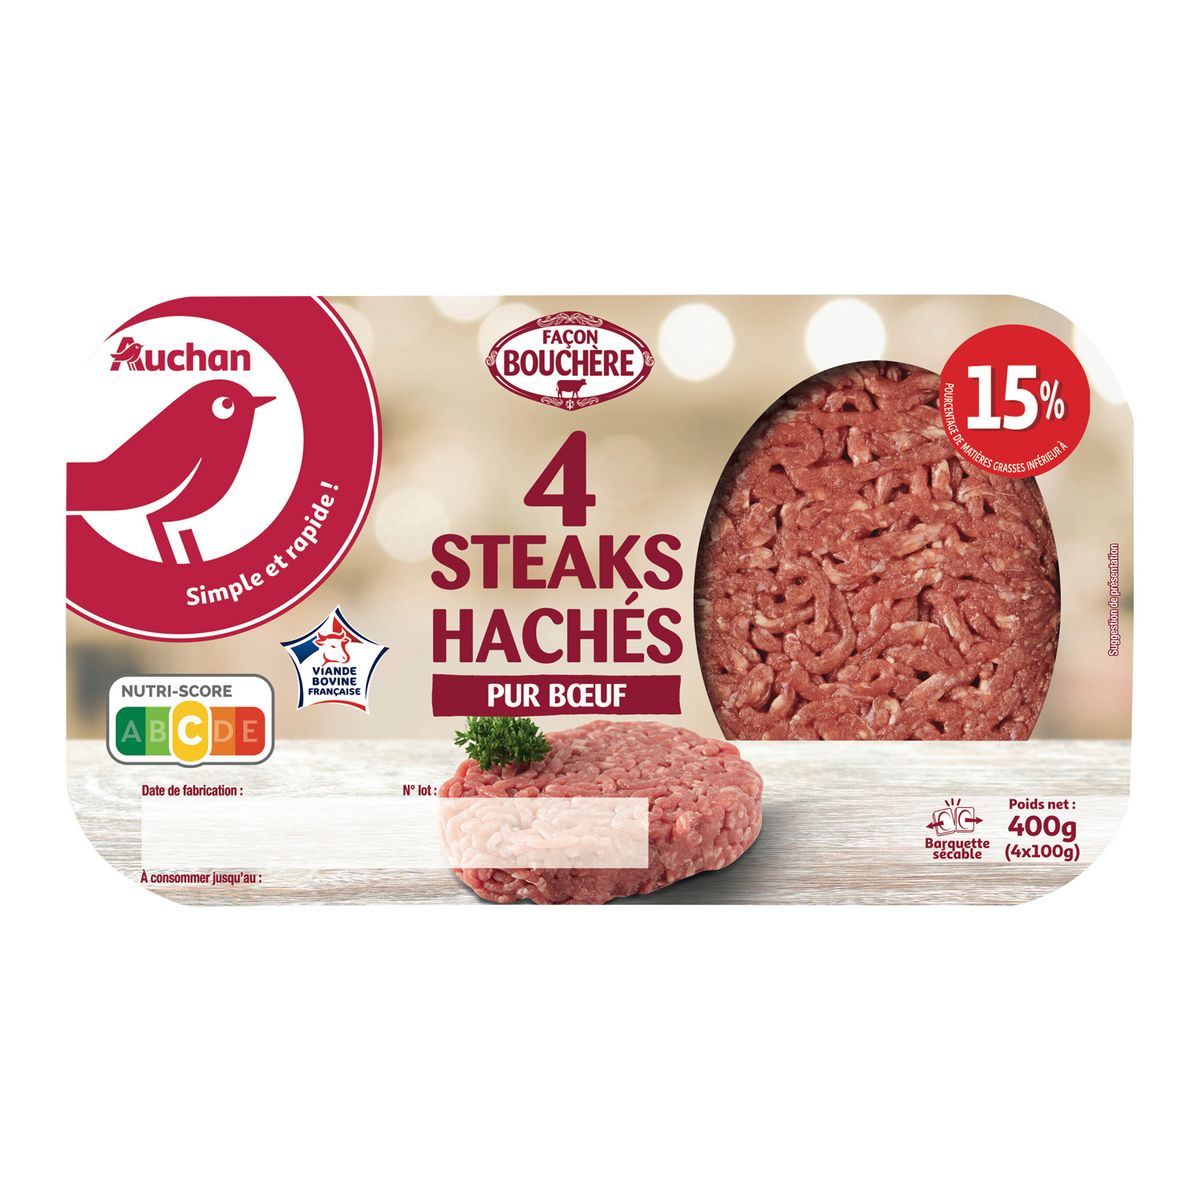 Auchan
Simple et rapide !
FAÇON
BOUCHÈRE
4
STEAKS
HACHÉS
PUR BŒUF
15%
POURCENTAGE DE MATIÈRES GRASSES INFÉRIEUR À
Suggestion de présentation
VIANDE
BOVINE
FRANÇAISE
NUTRI-SCORE
A B C D E
Date de fabrication :
N° lot :
À consommer jusqu'au :
Barquette
sécable
Poids net :
400g
(4x100g)